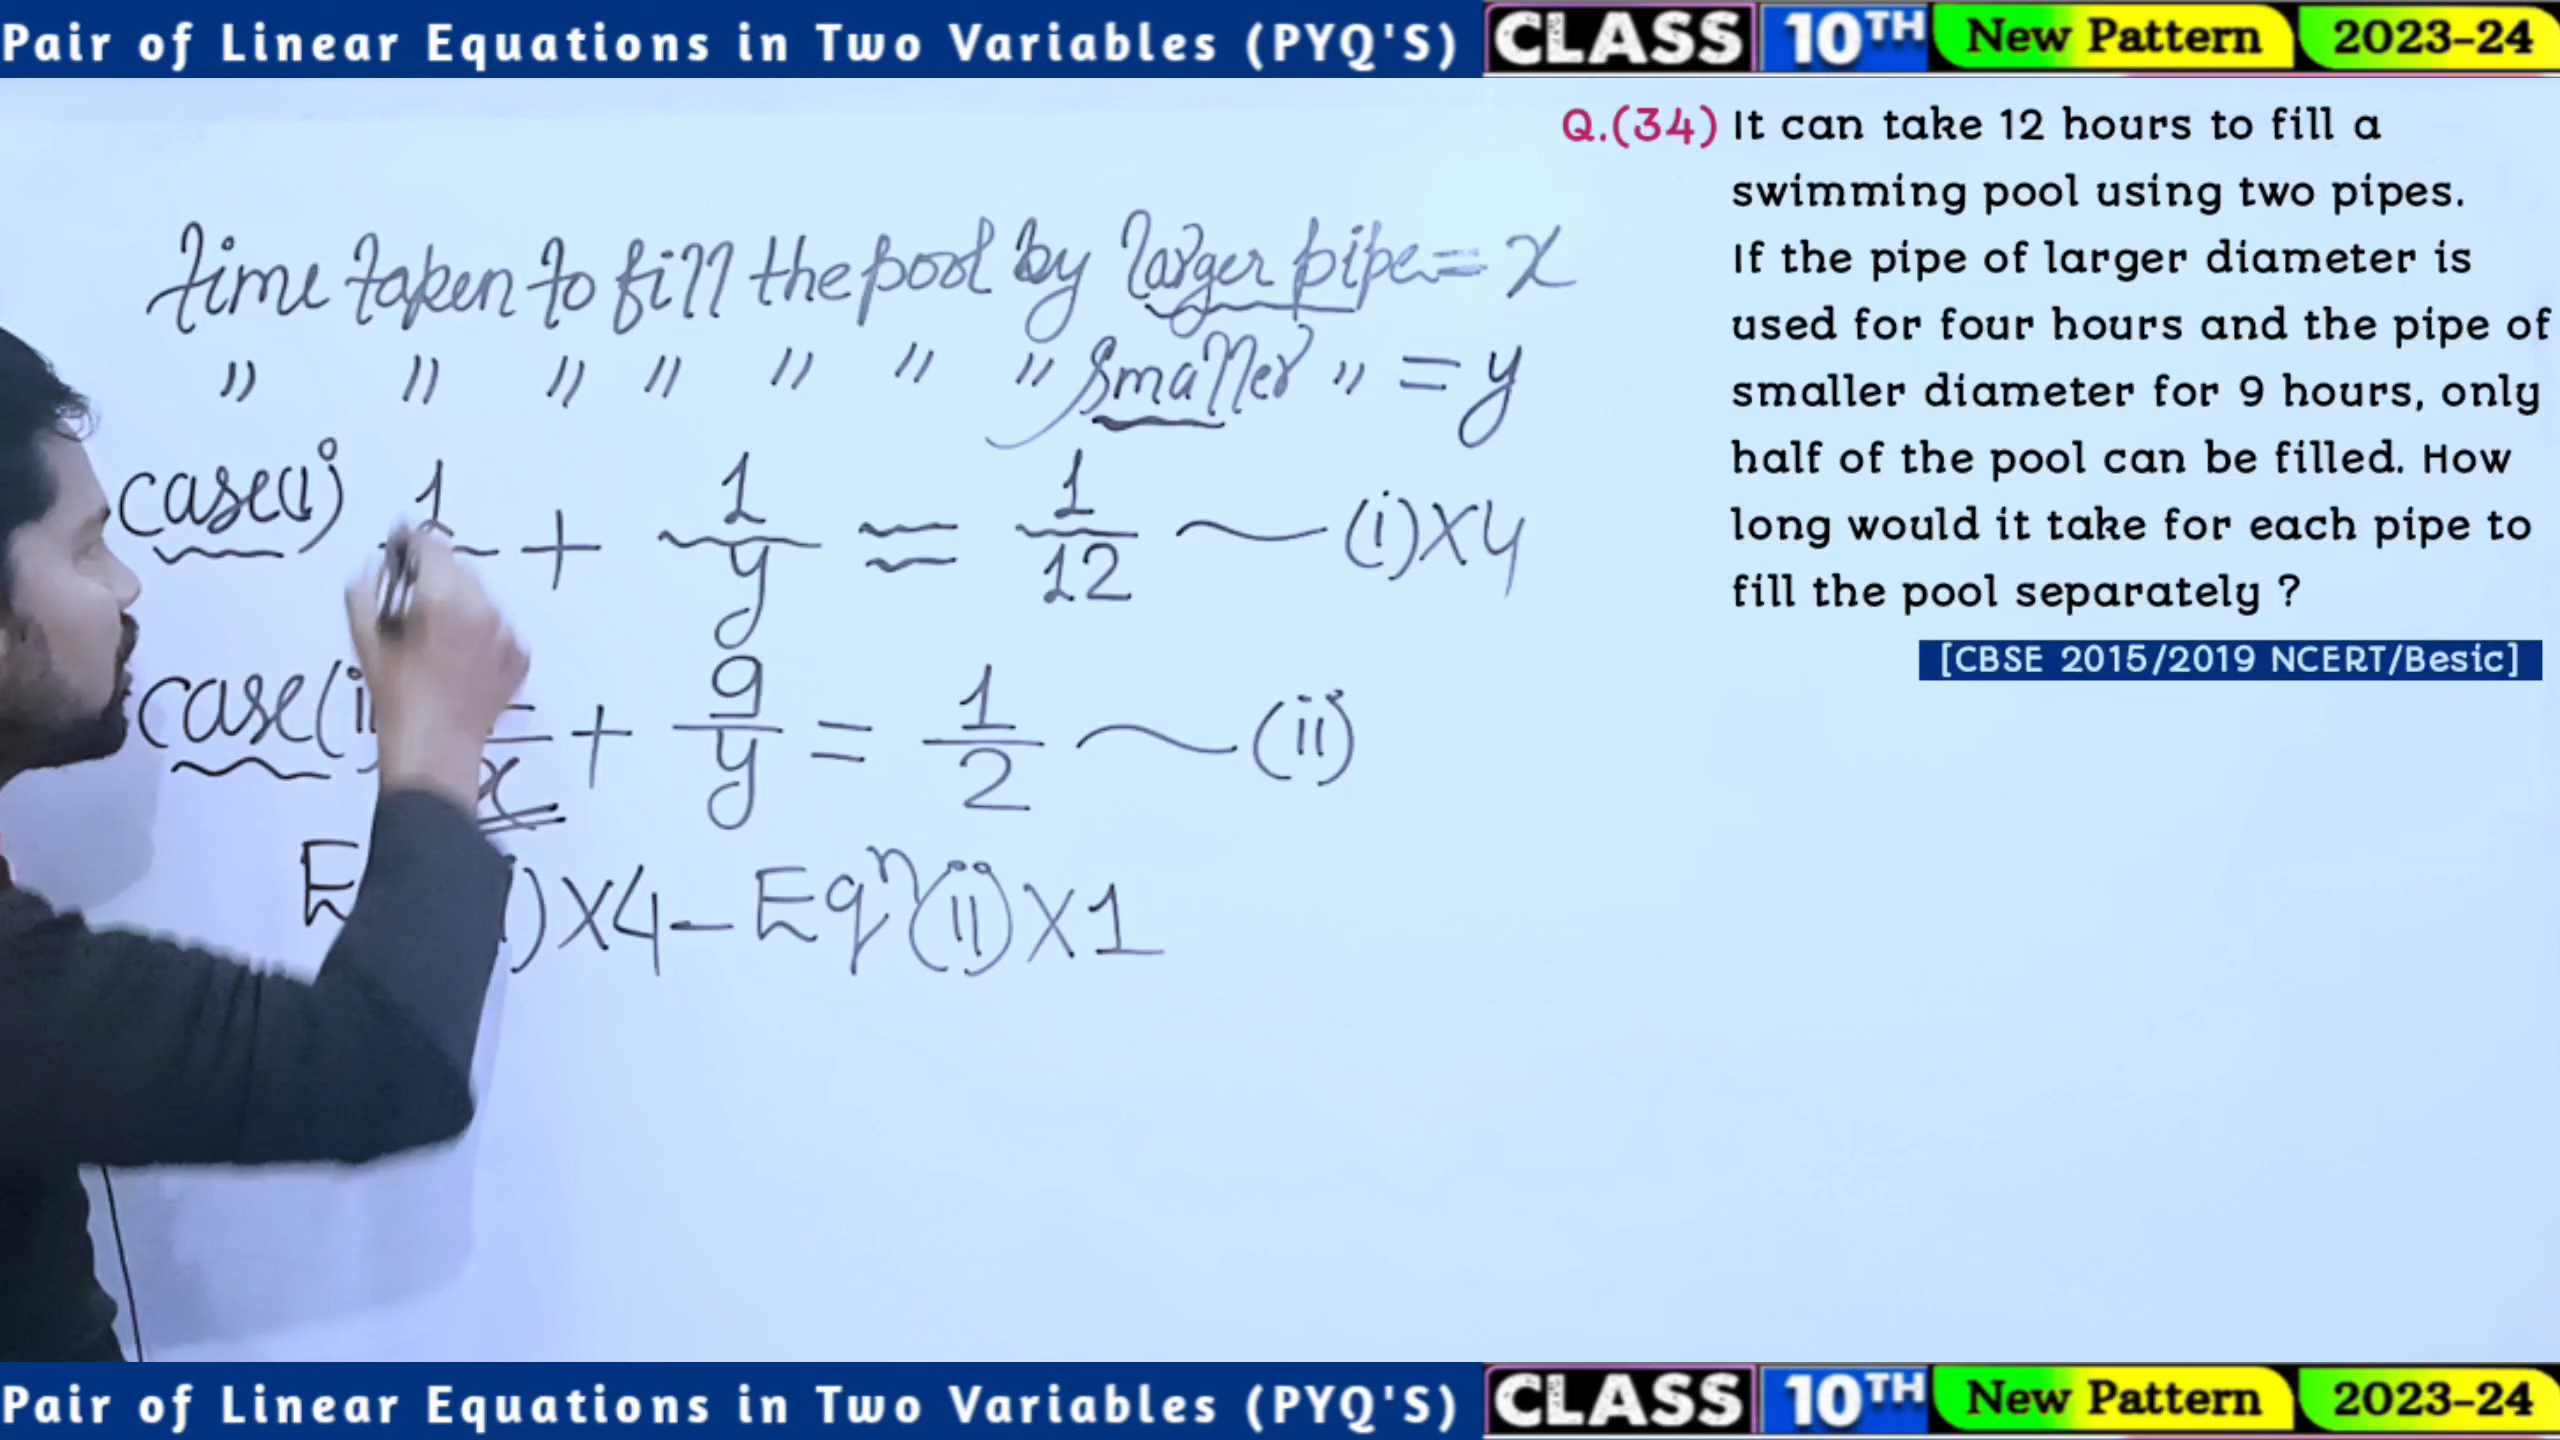 Pair of Linear Equations in Two Variables (PYQ'S) CLASS 10TH New Pattern 2023-24
Q.(34) It can take 12 hours to fill a
swimming pool using two pipes.
If the pipe of larger diameter is
used for four hours and the pipe of
smaller diameter for 9 hours, only
half of the pool can be filled. How
long would it take for each pipe to
fill the pool separately ?
[CBSE 2015/2019 NCERT/Besic]
time taken to fill the pool by larger pipe = x
" " " " " " " smaller " = y
case(i) 1 + 1/y = 1/12 ~ (i)X4
case(i x + 9/y = 1/2 ~ (ii)
E )X4 - Eqⁿ(ii)X1
Pair of Linear Equations in Two Variables (PYQ'S) CLASS 10TH New Pattern 2023-24